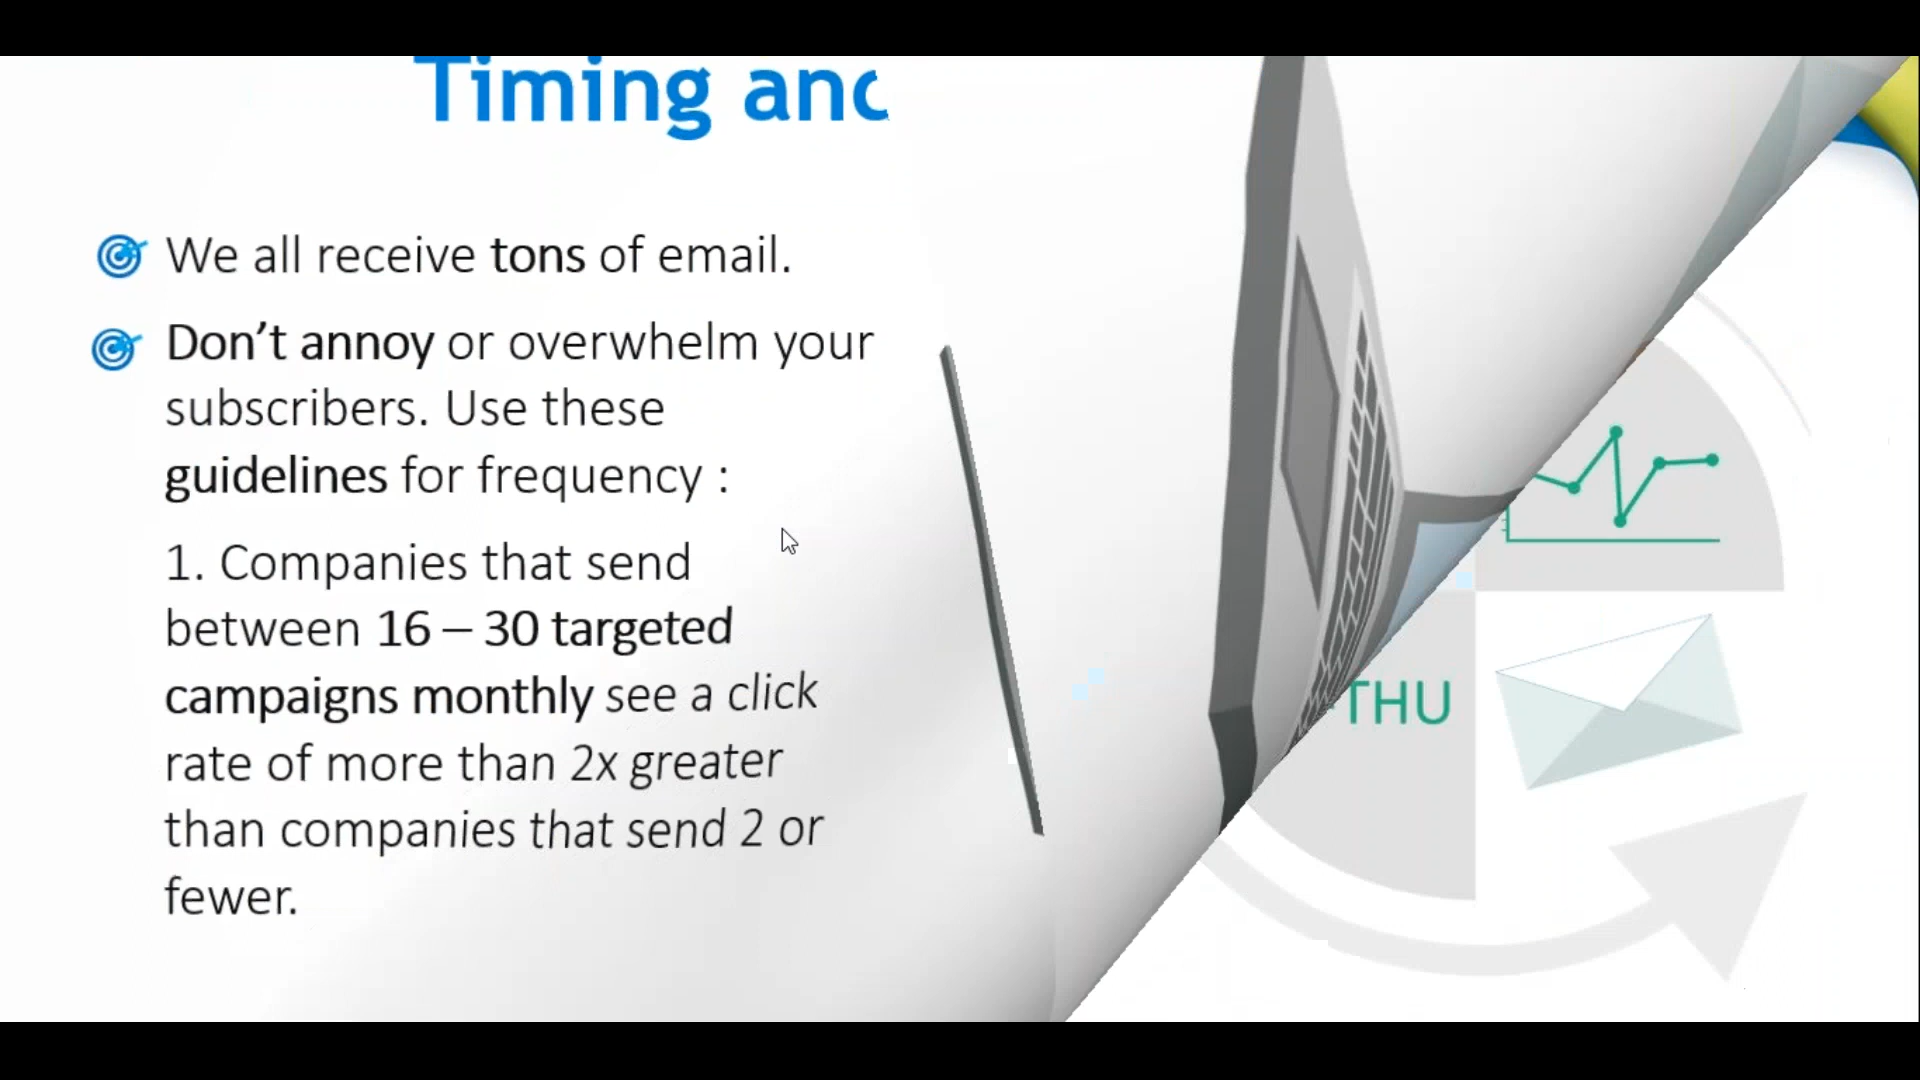 Timing and
We all receive tons of email.
Don’t annoy or overwhelm your
subscribers. Use these
guidelines for frequency :
1. Companies that send
between 16 – 30 targeted
campaigns monthly see a click
rate of more than 2x greater
than companies that send 2 or
fewer.
THU